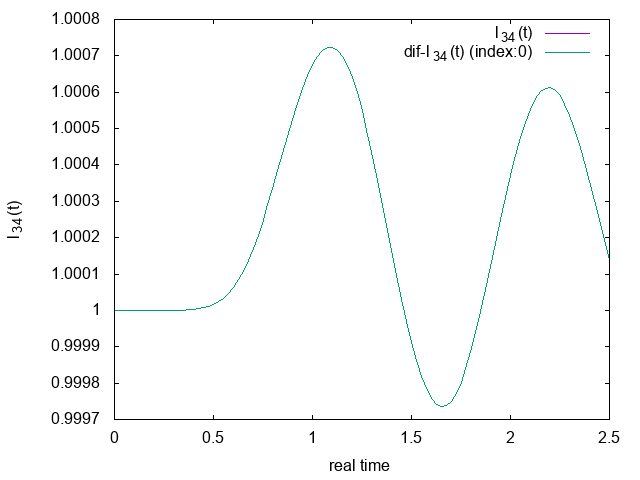 1.0008
1.0007
1.0006
1.0005
1.0004
1.0003
1.0002
1.0001
1
0.9999
0.9998
0.9997
0 0.5 1 1.5 2 2.5
I34(t)
real time
I34(t)
dif-I34(t) (index:0)